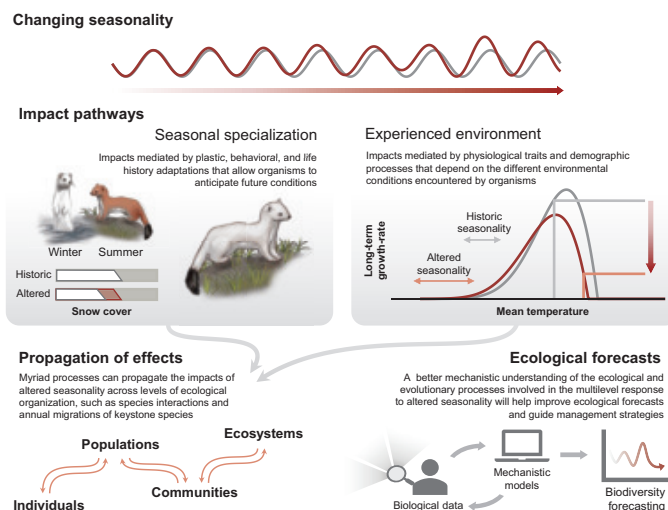 Changing seasonality
Impact pathways
Seasonal specialization
Impacts mediated by plastic, behavioral, and life
history adaptations that allow organisms to
anticipate future conditions
Winter
Summer
Historic
Altered
Snow cover
Experienced environment
Impacts mediated by physiological traits and demographic
processes that depend on the different environmental
conditions encountered by organisms
Long-term
growth-rate
Historic
seasonality
Altered
seasonality
Mean temperature
Propagation of effects
Myriad processes can propagate the impacts of
altered seasonality across levels of ecological
organization, such as species interactions and
annual migrations of keystone species
Individuals
Populations
Communities
Ecosystems
Ecological forecasts
A better mechanistic understanding of the ecological and
evolutionary processes involved in the multilevel response
to altered seasonality will help improve ecological forecasts
and guide management strategies
Biological data
Mechanistic
models
Biodiversity
forecasting